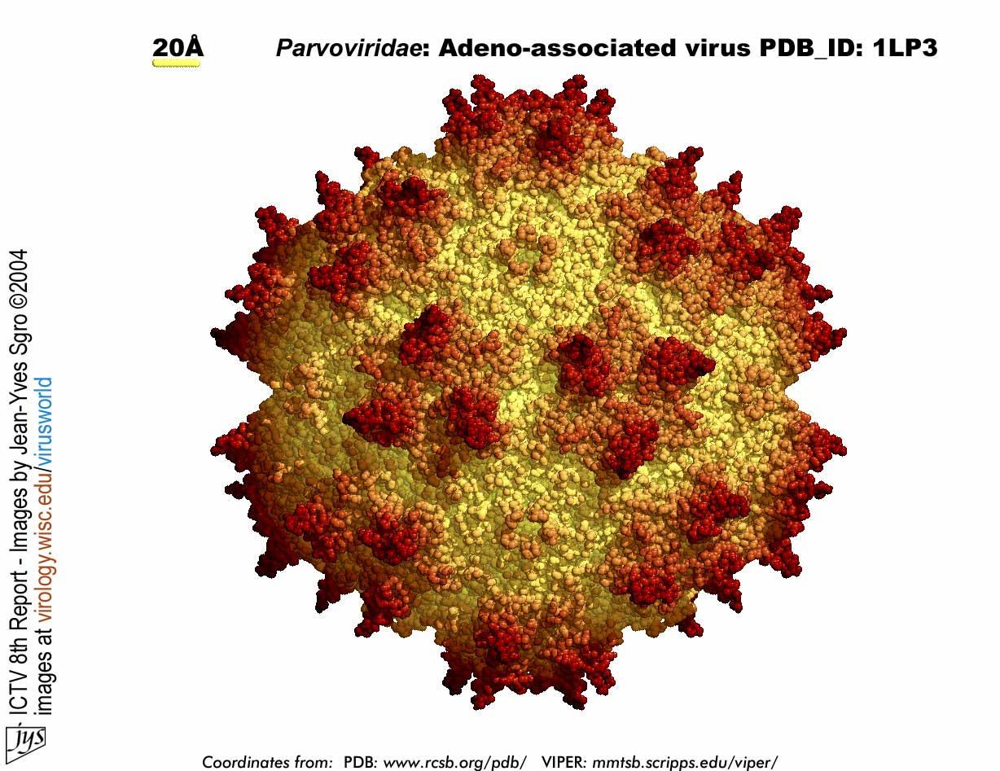 20Å
Parvoviridae: Adeno-associated virus PDB_ID: 1LP3
ICTV 8th Report - Images by Jean-Yves Sgro ©2004
images at virology.wisc.edu/virusworld
jys
Coordinates from: PDB: www.rcsb.org/pdb/ VIPER: mmtsb.scripps.edu/viper/